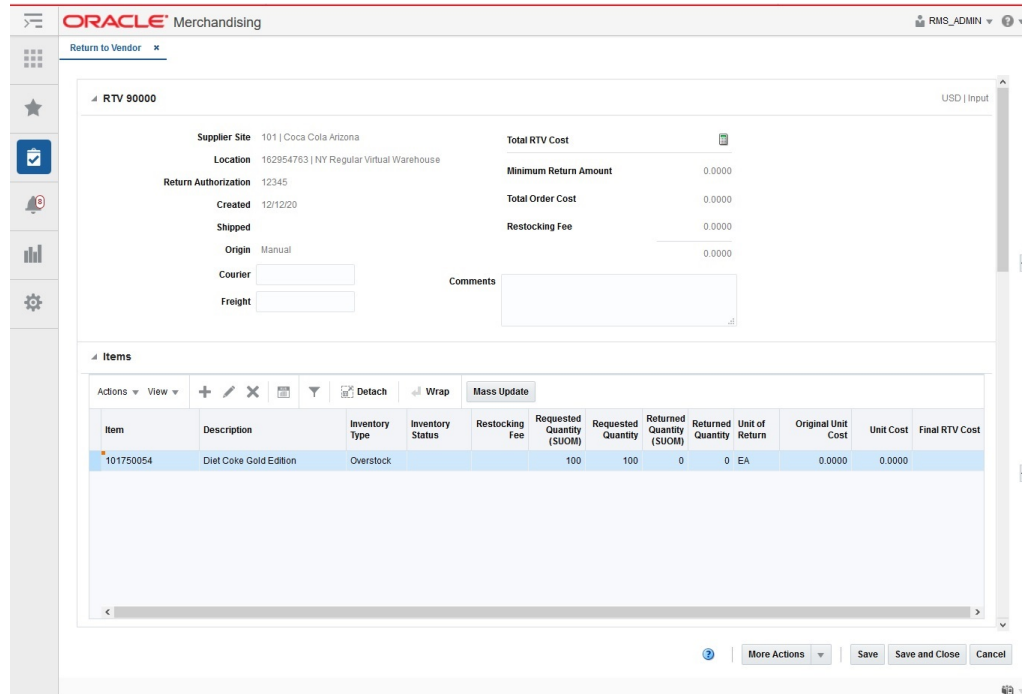 ORACLE Merchandising RMS_ADMIN
Return to Vendor
RTV 90000 USD | Input
Supplier Site 101 | Coca Cola Arizona
Location 162954763 | NY Regular Virtual Warehouse
Return Authorization 12345
Created 12/12/20
Shipped
Origin Manual
Courier
Freight
Total RTV Cost
Minimum Return Amount 0.0000
Total Order Cost 0.0000
Restocking Fee 0.0000
0.0000
Comments
8
Items
Actions View Detach Wrap Mass Update
Item Description Inventory Type Inventory Status Restocking Fee Requested Quantity (SUOM) Requested Quantity Returned Quantity (SUOM) Returned Quantity Unit of Return Original Unit Cost Unit Cost Final RTV Cost
101750054 Diet Coke Gold Edition Overstock 100 100 0 0 EA 0.0000 0.0000
More Actions Save Save and Close Cancel